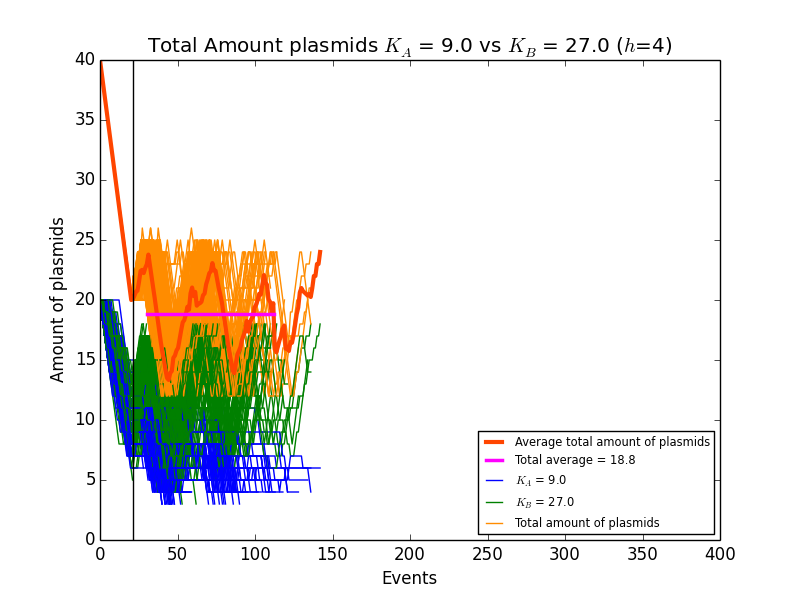 Total Amount plasmids K_A = 9.0 vs K_B = 27.0 (h=4)
40
35
30
25
20
15
10
5
0
Amount of plasmids
Average total amount of plasmids
Total average = 18.8
K_A = 9.0
K_B = 27.0
Total amount of plasmids
0 50 100 150 200 250 300 350 400
Events